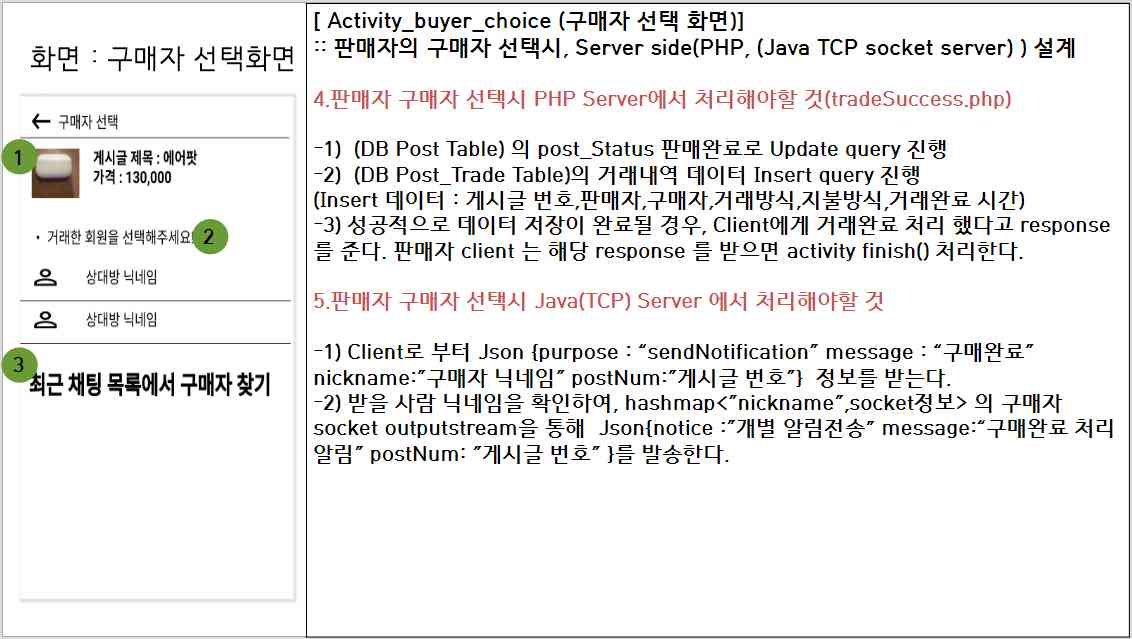 화면 : 구매자 선택화면
← 구매자 선택
1
게시글 제목 : 에어팟
가격 : 130,000
• 거래한 회원을 선택해주세요!
2
상대방 닉네임
상대방 닉네임
3
최근 채팅 목록에서 구매자 찾기
[ Activity_buyer_choice (구매자 선택 화면)]
:: 판매자의 구매자 선택시, Server side(PHP, (Java TCP socket server) ) 설계
4.판매자 구매자 선택시 PHP Server에서 처리해야할 것(tradeSuccess.php)
-1) (DB Post Table) 의 post_Status 판매완료로 Update query 진행
-2) (DB Post_Trade Table)의 거래내역 데이터 Insert query 진행
(Insert 데이터 : 게시글 번호,판매자,구매자,거래방식,지불방식,거래완료 시간)
-3) 성공적으로 데이터 저장이 완료될 경우, Client에게 거래완료 처리 했다고 response
를 준다. 판매자 client 는 해당 response 를 받으면 activity finish() 처리한다.
5.판매자 구매자 선택시 Java(TCP) Server 에서 처리해야할 것
-1) Client로 부터 Json {purpose : “sendNotification” message : “구매완료”
nickname:”구매자 닉네임” postNum:”게시글 번호”} 정보를 받는다.
-2) 받을 사람 닉네임을 확인하여, hashmap<”nickname”,socket정보> 의 구매자
socket outputstream을 통해 Json{notice :”개별 알림전송” message:“구매완료 처리
알림” postNum: ”게시글 번호” }를 발송한다.